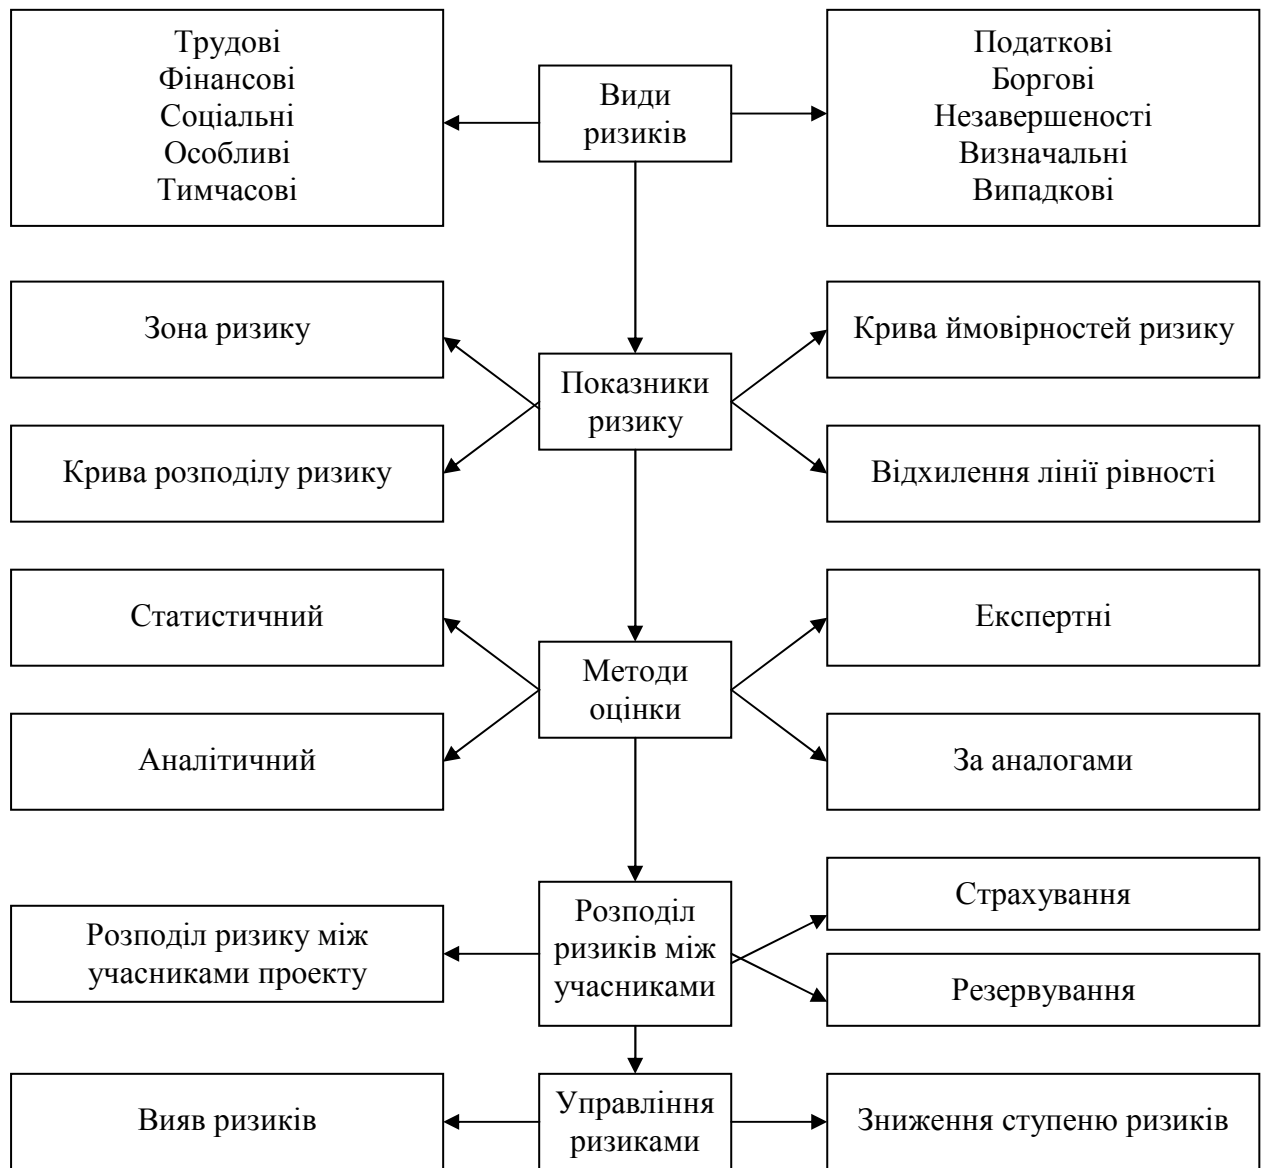 Трудові
Фінансові
Соціальні
Особливі
Тимчасові
Види
ризиків
Податкові
Боргові
Незавершеності
Визначальні
Випадкові
Зона ризику
Крива ймовірностей ризику
Показники
ризику
Крива розподілу ризику
Відхилення лінії рівності
Статистичний
Експертні
Методи
оцінки
Аналітичний
За аналогами
Розподіл ризику між
учасниками проекту
Розподіл
ризиків між
учасниками
Страхування
Резервування
Вияв ризиків
Управління
ризиками
Зниження ступеню ризиків